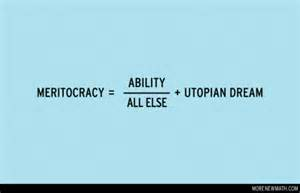 MERITOCRACY = ABILITY / ALL ELSE + UTOPIAN DREAM
MORENEWMATH.COM